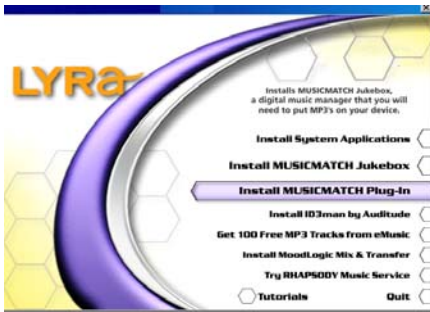 LYRA
Installs MUSICMATCH Jukebox,
a digital music manager that you will
need to put MP3's on your device.
Install System Applications
Install MUSICMATCH Jukebox
Install MUSICMATCH Plug-In
Install ID3man by Auditude
Get 100 Free MP3 Tracks from eMusic
Install MoodLogic Mix & Transfer
Try RHAPSODY Music Service
Tutorials Quit